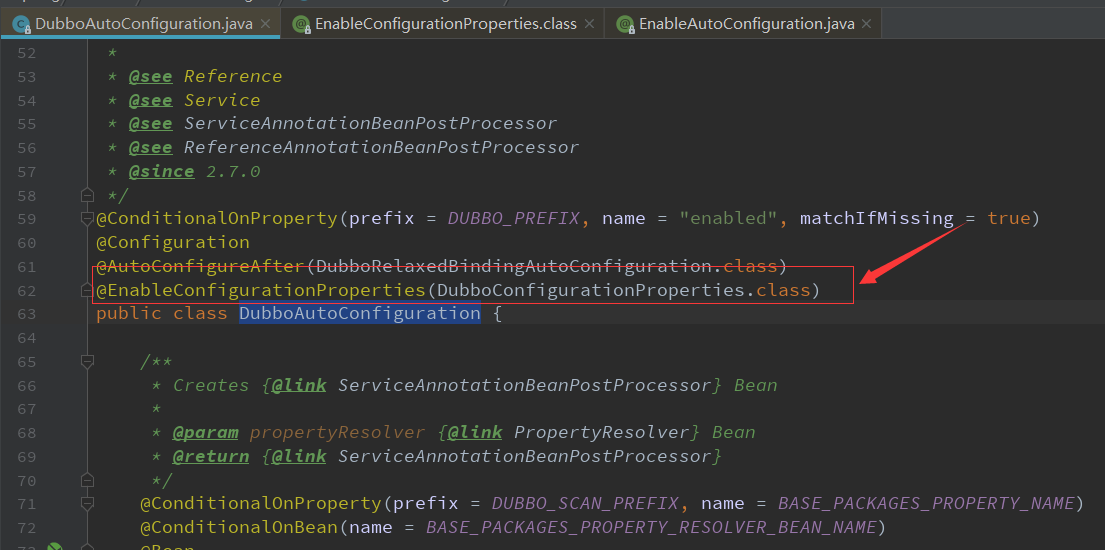 DubboAutoConfiguration.java × EnableConfigurationProperties.class × EnableAutoConfiguration.java ×
52 *
53 * @see Reference
54 * @see Service
55 * @see ServiceAnnotationBeanPostProcessor
56 * @see ReferenceAnnotationBeanPostProcessor
57 * @since 2.7.0
58 */
59 @ConditionalOnProperty(prefix = DUBBO_PREFIX, name = "enabled", matchIfMissing = true)
60 @Configuration
61 @AutoConfigureAfter(DubboRelaxedBindingAutoConfiguration.class)
62 @EnableConfigurationProperties(DubboConfigurationProperties.class)
63 public class DubboAutoConfiguration {
64
65 /**
66 * Creates {@link ServiceAnnotationBeanPostProcessor} Bean
67 *
68 * @param propertyResolver {@link PropertyResolver} Bean
69 * @return {@link ServiceAnnotationBeanPostProcessor}
70 */
71 @ConditionalOnProperty(prefix = DUBBO_SCAN_PREFIX, name = BASE_PACKAGES_PROPERTY_NAME)
72 @ConditionalOnBean(name = BASE_PACKAGES_PROPERTY_RESOLVER_BEAN_NAME)
@Bean